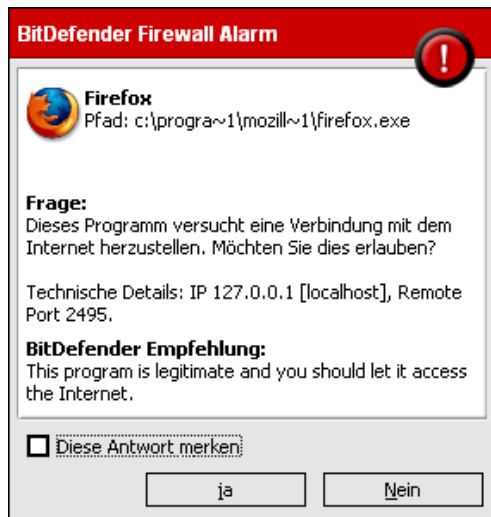 BitDefender Firewall Alarm
Firefox
Pfad: c:\progra~1\mozill~1\firefox.exe
Frage:
Dieses Programm versucht eine Verbindung mit dem
Internet herzustellen. Möchten Sie dies erlauben?
Technische Details: IP 127.0.0.1 [localhost], Remote
Port 2495.
BitDefender Empfehlung:
This program is legitimate and you should let it access
the Internet.
Diese Antwort merken
ja
Nein